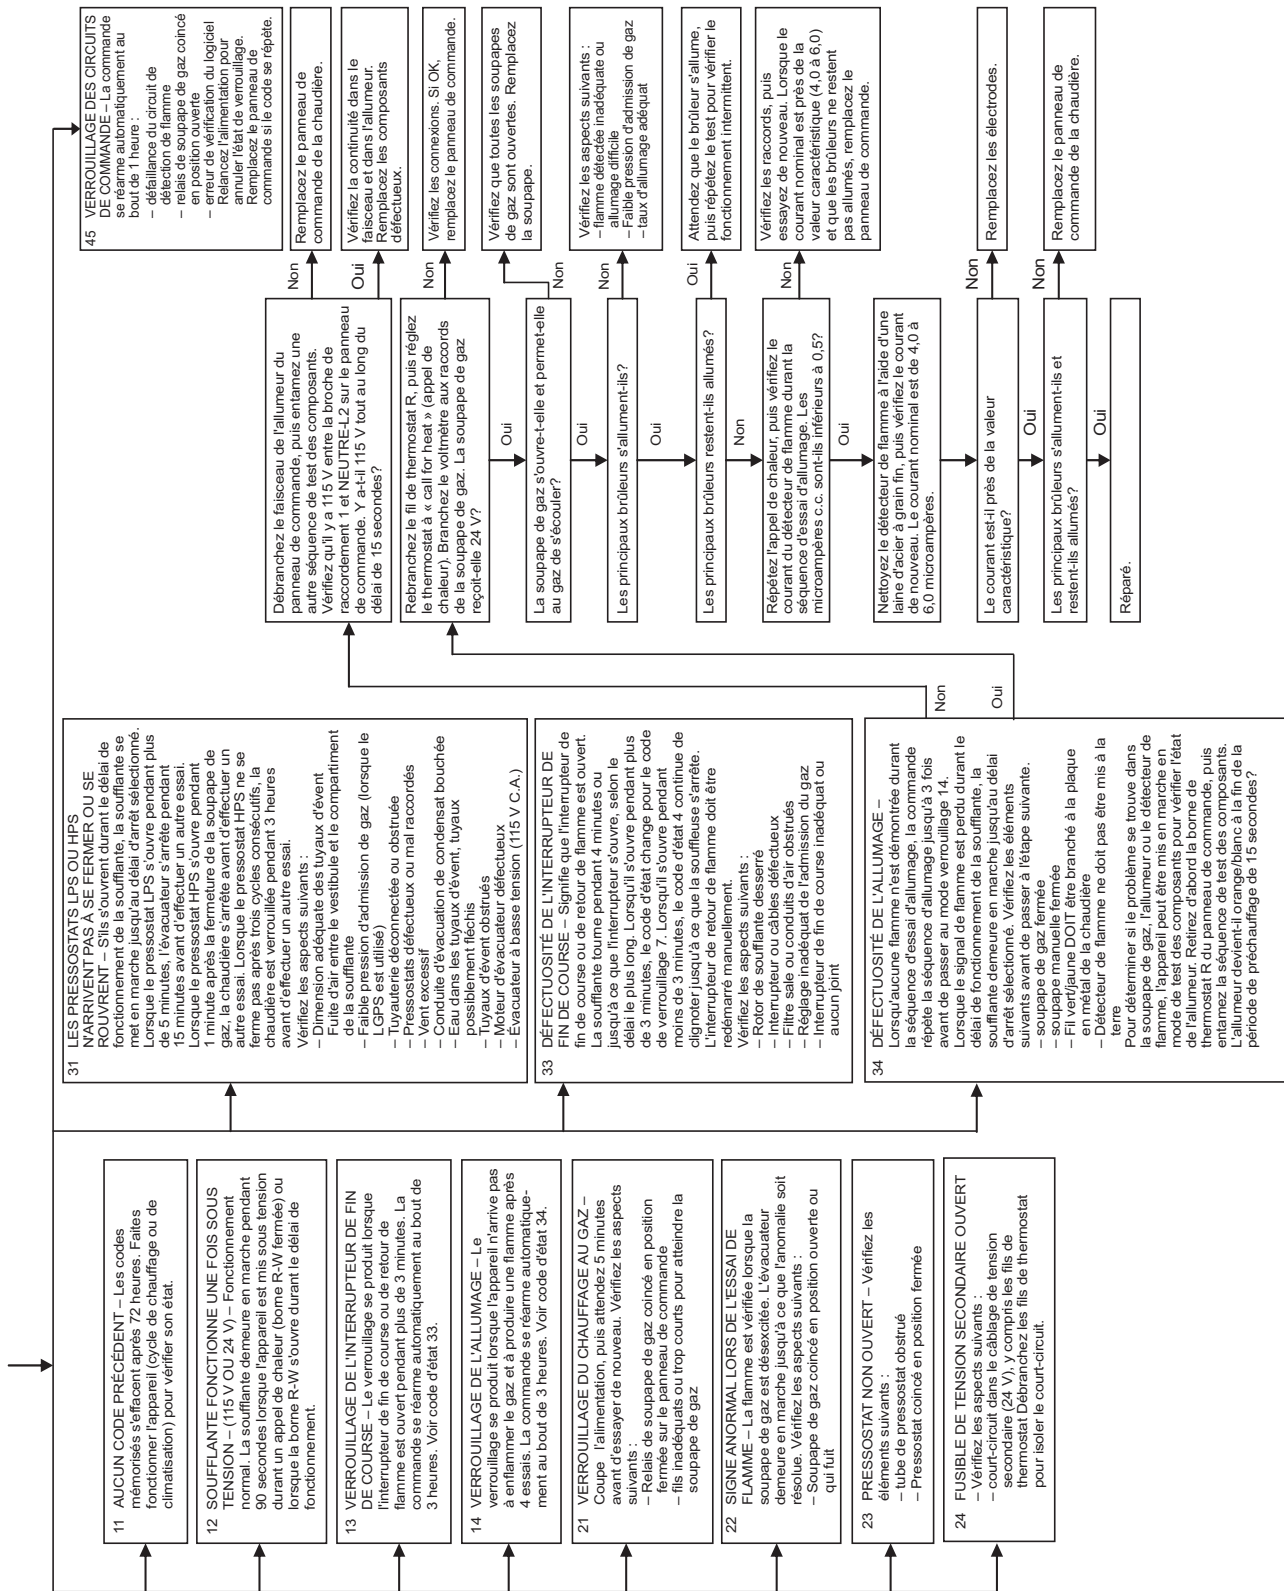 11 AUCUN CODE PRÉCÉDENT – Les codes
mémorisés s'effacent après 72 heures. Faites
fonctionner l'appareil (cycle de chauffage ou de
climatisation) pour vérifier son état.
12 SOUFFLANTE FONCTIONNE UNE FOIS SOUS
TENSION – (115 V OU 24 V) – Fonctionnement
normal. La soufflante demeure en marche pendant
90 secondes lorsque l'appareil est mis sous tension
durant un appel de chaleur (borne R-W fermée) ou
lorsque la borne R-W s'ouvre durant le délai de
fonctionnement.
13 VERROUILLAGE DE L'INTERRUPTEUR DE FIN
DE COURSE – Le verrouillage se produit lorsque
l'interrupteur de fin de course ou de retour de
flamme est ouvert pendant plus de 3 minutes. La
commande se réarme automatiquement au bout de
3 heures. Voir code d'état 33.
14 VERROUILLAGE DE L'ALLUMAGE – Le
verrouillage se produit lorsque l'appareil n'arrive pas
à enflammer le gaz et à produire une flamme après
4 essais. La commande se réarme automatique-
ment au bout de 3 heures. Voir code d'état 34.
21 VERROUILLAGE DU CHAUFFAGE AU GAZ –
Coupe l'alimentation, puis attendez 5 minutes
avant d'essayer de nouveau. Vérifiez les aspects
suivants :
– Relais de soupape de gaz coincé en position
fermée sur le panneau de commande
– fils inadéquats ou trop courts pour atteindre la
soupape de gaz
22 SIGNE ANORMAL LORS DE L'ESSAI DE
FLAMME – La flamme est vérifiée lorsque la
soupape de gaz est désexcitée. L'évacuateur
demeure en marche jusqu'à ce que l'anomalie soit
résolue. Vérifiez les aspects suivants :
– Soupape de gaz coincé en position ouverte ou
qui fuit
23 PRESSOSTAT NON OUVERT – Vérifiez les
éléments suivants :
– tube de pressostat obstrué
– Pressostat coincé en position fermée
24 FUSIBLE DE TENSION SECONDAIRE OUVERT
– Vérifiez les aspects suivants :
– court-circuit dans le câblage de tension
secondaire (24 V), y compris les fils de
thermostat Débranchez les fils de thermostat
pour isoler le court-circuit.
31 LES PRESSOSTATS LPS OU HPS
N'ARRIVENT PAS À SE FERMER OU SE
ROUVRENT – S'ils s'ouvrent durant le délai de
fonctionnement de la soufflante, la soufflante se
met en marche jusqu'au délai d'arrêt sélectionné.
Lorsque le pressostat LPS s'ouvre pendant plus
de 5 minutes, l'évacuateur s'arrête pendant
15 minutes avant d'effectuer un autre essai.
Lorsque le pressostat HPS s'ouvre pendant
1 minute après la fermeture de la soupape de
gaz, la chaudière s'arrête avant d'effectuer un
autre essai. Lorsque le pressostat HPS ne se
ferme pas après trois cycles consécutifs, la
chaudière est verrouillée pendant 3 heures
avant d'effectuer un autre essai.
Vérifiez les aspects suivants :
– Dimension adéquate des tuyaux d'évent
– Fuite d'air entre le vestibule et le compartiment
de la soufflante
– Faible pression d'admission de gaz (lorsque le
LGPS est utilisé)
– Tuyauterie déconnectée ou obstruée
– Pressostats défectueux ou mal raccordés
– Vent excessif
– Conduite d'évacuation de condensat bouchée
– Eau dans les tuyaux d'évent, tuyaux
possiblement fléchis
– Tuyaux d'évent obstrués
– Moteur d'évacuateur défectueux
– Évacuateur à basse tension (115 V C.A.)
33 DÉFECTUOSITÉ DE L'INTERRUPTEUR DE
FIN DE COURSE – Signifie que l'interrupteur de
fin de course ou de retour de flamme est ouvert.
La soufflante tourne pendant 4 minutes ou
jusqu'à ce que l'interrupteur s'ouvre, selon le
délai le plus long. Lorsqu'il s'ouvre pendant plus
de 3 minutes, le code d'état change pour le code
de verrouillage 7. Lorsqu'il s'ouvre pendant
moins de 3 minutes, le code d'état 4 continue de
clignoter jusqu'à ce que la souffleuse s'arrête.
L'interrupteur de retour de flamme doit être
redémarré manuellement.
Vérifiez les aspects suivants :
– Rotor de soufflante desserré
– Interrupteur ou câbles défectueux
– Filtre sale ou conduits d'air obstrués
– Réglage inadéquat de l'admission du gaz
– Interrupteur de fin de course inadéquat ou
aucun joint
34 DÉFECTUOSITÉ DE L'ALLUMAGE –
Lorsqu'aucune flamme n'est démontrée durant
la séquence d'essai d'allumage, la commande
répète la séquence d'allumage jusqu'à 3 fois
avant de passer au mode verrouillage 14.
Lorsque le signal de flamme est perdu durant le
délai de fonctionnement de la soufflante, la
soufflante demeure en marche jusqu'au délai
d'arrêt sélectionné. Vérifiez les éléments
suivants avant de passer à l'étape suivante.
– soupape de gaz fermée
– soupape manuelle fermée
– Fil vert/jaune DOIT être branché à la plaque
en métal de la chaudière
– Détecteur de flamme ne doit pas être mis à la
terre
Pour déterminer si le problème se trouve dans
la soupape de gaz, l'allumeur ou le détecteur de
flamme, l'appareil peut être mis en marche en
mode de test des composants pour vérifier l'état
de l'allumeur. Retirez d'abord la borne de
thermostat R du panneau de commande, puis
entamez la séquence de test des composants.
L'allumeur devient-il orange/blanc à la fin de la
période de préchauffage de 15 secondes?
Non
Oui
45 VERROUILLAGE DES CIRCUITS
DE COMMANDE – La commande
se réarme automatiquement au
bout de 1 heure :
– défaillance du circuit de
détection de flamme
– relais de soupape de gaz coincé
en position ouverte
– erreur de vérification du logiciel
Relancez l'alimentation pour
annuler l'état de verrouillage.
Remplacez le panneau de
commande si le code se répète.
Débranchez le faisceau de l'allumeur du
panneau de commande, puis entamez une
autre séquence de test des composants.
Vérifiez qu'il y a 115 V entre la broche de
raccordement 1 et NEUTRE-L2 sur le panneau
de commande. Y a-t-il 115 V tout au long du
délai de 15 secondes?
Non
Remplacez le panneau de
commande de la chaudière.
Oui
Vérifiez la continuité dans le
faisceau et dans l'allumeur.
Remplacez les composants
défectueux.
Rebranchez le fil de thermostat R, puis réglez
le thermostat à « call for heat » (appel de
chaleur). Branchez le voltmètre aux raccords
de la soupape de gaz. La soupape de gaz
reçoit-elle 24 V?
Non
Vérifiez les connexions. Si OK,
remplacez le panneau de commande.
Oui
La soupape de gaz s'ouvre-t-elle et permet-elle
au gaz de s'écouler?
Non
Vérifiez que toutes les soupapes
de gaz sont ouvertes. Remplacez
la soupape.
Oui
Les principaux brûleurs s'allument-ils?
Non
Vérifiez les aspects suivants :
– flamme détectée inadéquate ou
allumage difficile
– Faible pression d'admission de gaz
– taux d'allumage adéquat
Oui
Les principaux brûleurs restent-ils allumés?
Oui
Attendez que le brûleur s'allume,
puis répétez le test pour vérifier le
fonctionnement intermittent.
Non
Répétez l'appel de chaleur, puis vérifiez le
courant du détecteur de flamme durant la
séquence d'essai d'allumage. Les
microampères c.c. sont-ils inférieurs à 0,5?
Non
Vérifiez les raccords, puis
essayez de nouveau. Lorsque le
courant nominal est près de la
valeur caractéristique (4,0 à 6,0)
et que les brûleurs ne restent
pas allumés, remplacez le
panneau de commande.
Oui
Nettoyez le détecteur de flamme à l'aide d'une
laine d'acier à grain fin, puis vérifiez le courant
de nouveau. Le courant nominal est de 4,0 à
6,0 microampères.
Le courant est-il près de la valeur
caractéristique?
Non
Remplacez les électrodes.
Oui
Les principaux brûleurs s'allument-ils et
restent-ils allumés?
Non
Remplacez le panneau de
commande de la chaudière.
Oui
Réparé.